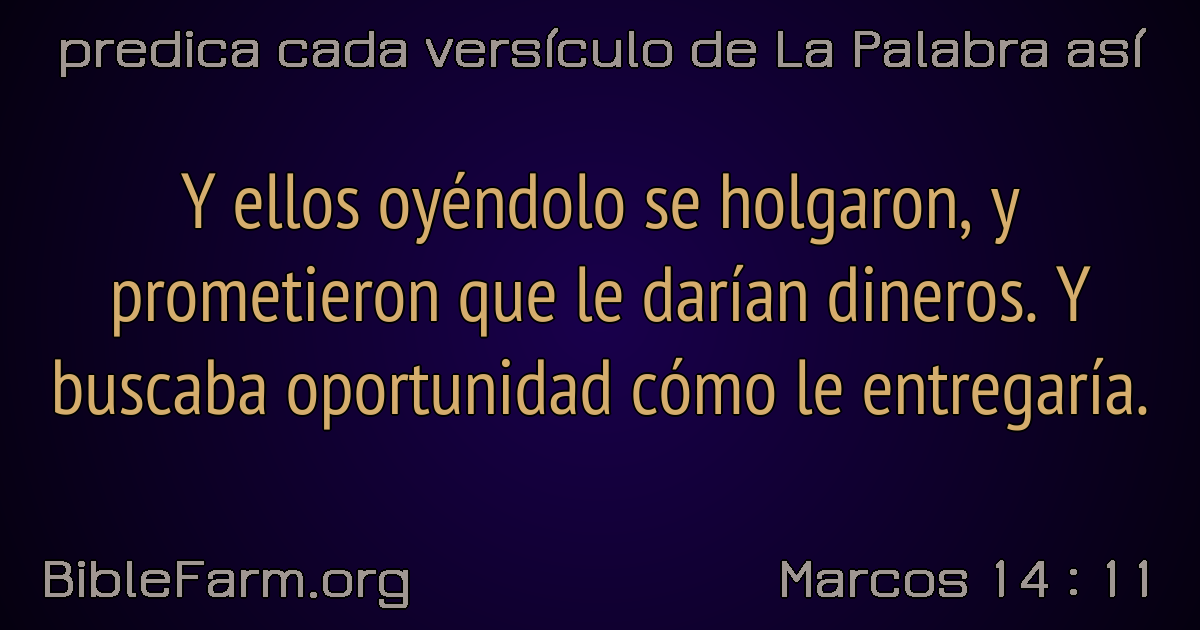 predica cada versículo de La Palabra así
Y ellos oyéndolo se holgaron, y
prometieron que le darían dineros. Y
buscaba oportunidad cómo le entregaría.
BibleFarm.org
Marcos 14 : 11